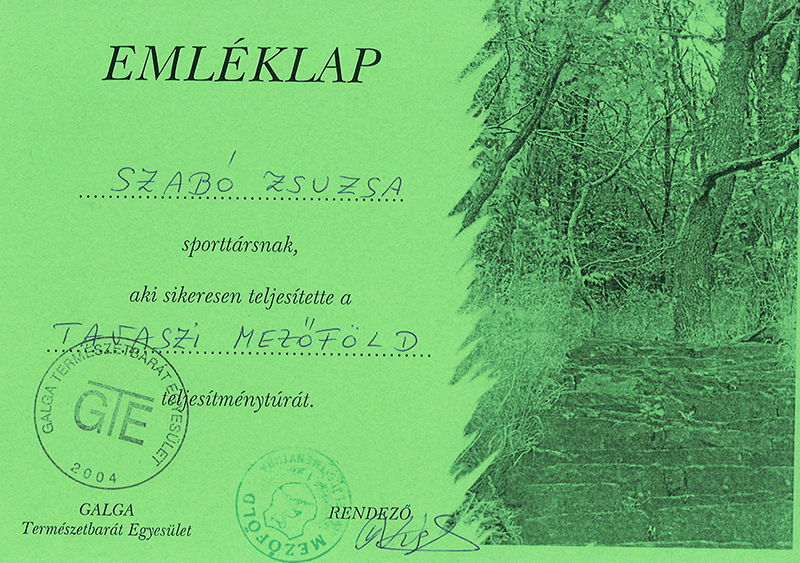 EMLÉKLAP
SZABÓ ZSUZSA
sporttársnak,
aki sikeresen teljesítette a
TAVASZI MEZŐFÖLD
teljesítménytúrát.
GALGA TERMÉSZETBARÁT EGYESÜLET
GTE
2004
MEZŐFÖLD
GALGA
Természetbarát Egyesület
RENDEZŐ